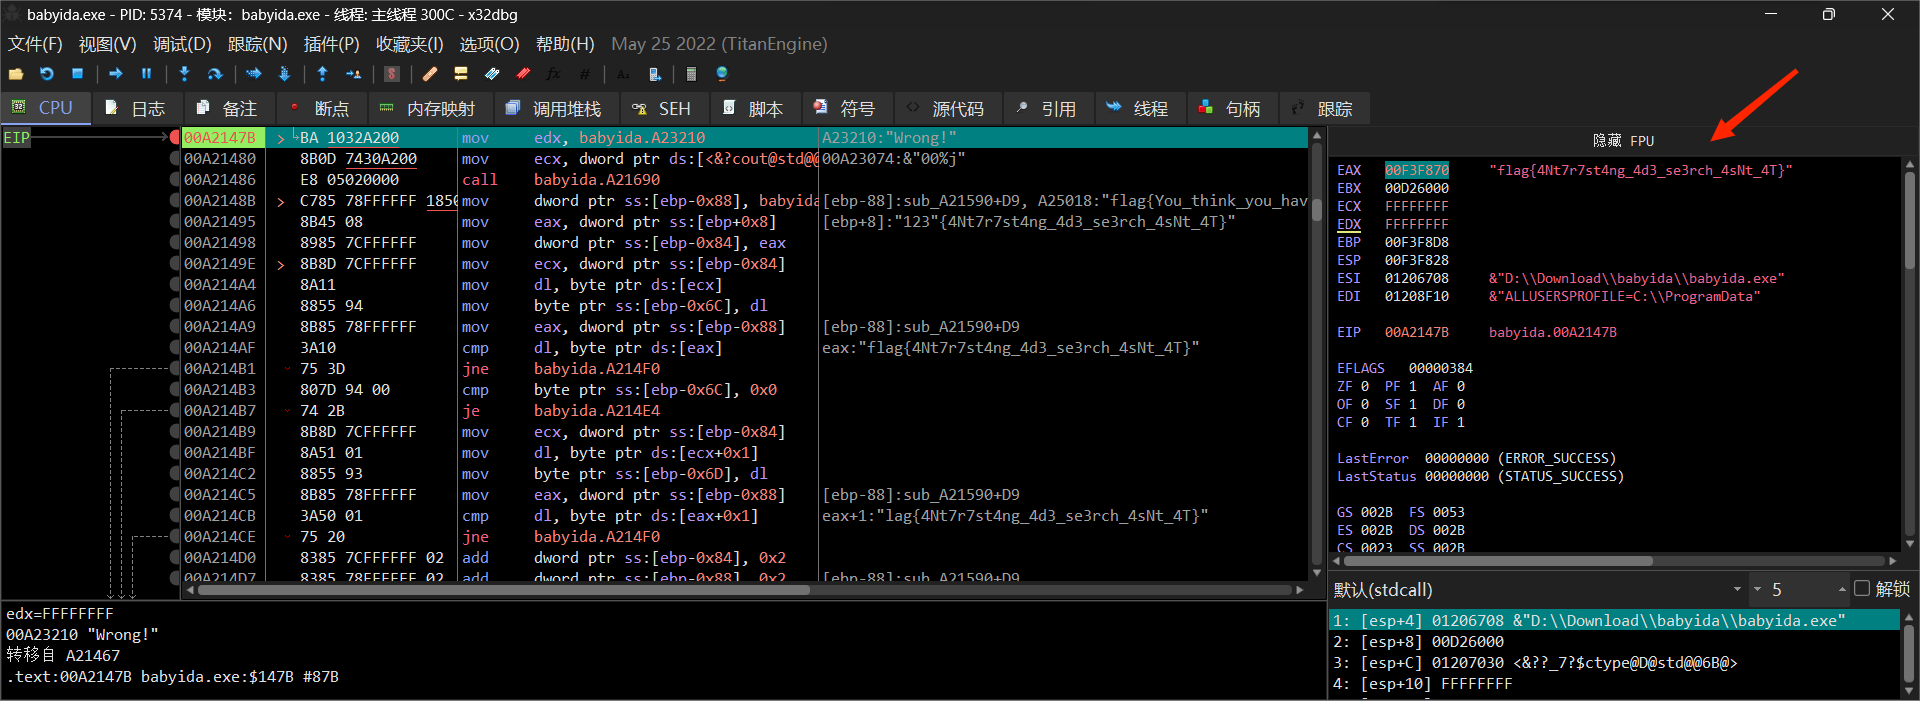 babyida.exe - PID: 5374 - 模块: babyida.exe - 线程: 主线程 300C - x32dbg
文件(F) 视图(V) 调试(D) 跟踪(N) 插件(P) 收藏夹(I) 选项(O) 帮助(H) May 25 2022 (TitanEngine)
CPU 日志 备注 断点 内存映射 调用堆栈 SEH 脚本 符号 源代码 引用 线程 句柄 跟踪
EIP
00A2147B BA 1032A200 mov edx, babyida.A23210 A23210:"Wrong!"
00A21480 8B0D 7430A200 mov ecx, dword ptr ds:[<&?cout@std@@ 00A23074:&"00%j"
00A21486 E8 05020000 call babyida.A21690
00A2148B C785 78FFFFFF 1850 mov dword ptr ss:[ebp-0x88], babyida [ebp-88]:sub_A21590+D9, A25018:"flag{You_think_you_hav
00A21495 8B45 08 mov eax, dword ptr ss:[ebp+0x8] [ebp+8]:"123"{4Nt7r7st4ng_4d3_se3rch_4sNt_4T}"
00A21498 8985 7CFFFFFF mov dword ptr ss:[ebp-0x84], eax
00A2149E 8B8D 7CFFFFFF mov ecx, dword ptr ss:[ebp-0x84]
00A214A4 8A11 mov dl, byte ptr ds:[ecx]
00A214A6 8855 94 mov byte ptr ss:[ebp-0x6C], dl
00A214A9 8B85 78FFFFFF mov eax, dword ptr ss:[ebp-0x88] [ebp-88]:sub_A21590+D9
00A214AF 3A10 cmp dl, byte ptr ds:[eax] eax:"flag{4Nt7r7st4ng_4d3_se3rch_4sNt_4T}"
00A214B1 75 3D jne babyida.A214F0
00A214B3 807D 94 00 cmp byte ptr ss:[ebp-0x6C], 0x0
00A214B7 74 2B je babyida.A214E4
00A214B9 8B8D 7CFFFFFF mov ecx, dword ptr ss:[ebp-0x84]
00A214BF 8A51 01 mov dl, byte ptr ds:[ecx+0x1]
00A214C2 8855 93 mov byte ptr ss:[ebp-0x6D], dl
00A214C5 8B85 78FFFFFF mov eax, dword ptr ss:[ebp-0x88] [ebp-88]:sub_A21590+D9
00A214CB 3A50 01 cmp dl, byte ptr ds:[eax+0x1] eax+1:"lag{4Nt7r7st4ng_4d3_se3rch_4sNt_4T}"
00A214CE 75 20 jne babyida.A214F0
00A214D0 8385 7CFFFFFF 02 add dword ptr ss:[ebp-0x84], 0x2
00A214D7 8385 78FFFFFF 02 add dword ptr ss:[ebp-0x88], 0x2 [ebp-88]:sub_A21590+D9
edx=FFFFFFFF
00A23210 "Wrong!"
转移自 A21467
.text:00A2147B babyida.exe:$147B #87B
隐藏 FPU
EAX 00F3F870 "flag{4Nt7r7st4ng_4d3_se3rch_4sNt_4T}"
EBX 00D26000
ECX FFFFFFFF
EDX FFFFFFFF
EBP 00F3F8D8
ESP 00F3F828
ESI 01206708 &"D:\\Download\\babyida\\babyida.exe"
EDI 01208F10 &"ALLUSERSPROFILE=C:\\ProgramData"
EIP 00A2147B babyida.00A2147B
EFLAGS 00000384
ZF 0 PF 1 AF 0
OF 0 SF 1 DF 0
CF 0 TF 1 IF 1
LastError 00000000 (ERROR_SUCCESS)
LastStatus 00000000 (STATUS_SUCCESS)
GS 002B FS 0053
ES 002B DS 002B
CS 0023 SS 002B
默认(stdcall) 5 解锁
1: [esp+4] 01206708 &"D:\\Download\\babyida\\babyida.exe"
2: [esp+8] 00D26000
3: [esp+C] 01207030 <&??_7?$ctype@D@std@@6B@>
4: [esp+10] FFFFFFFF